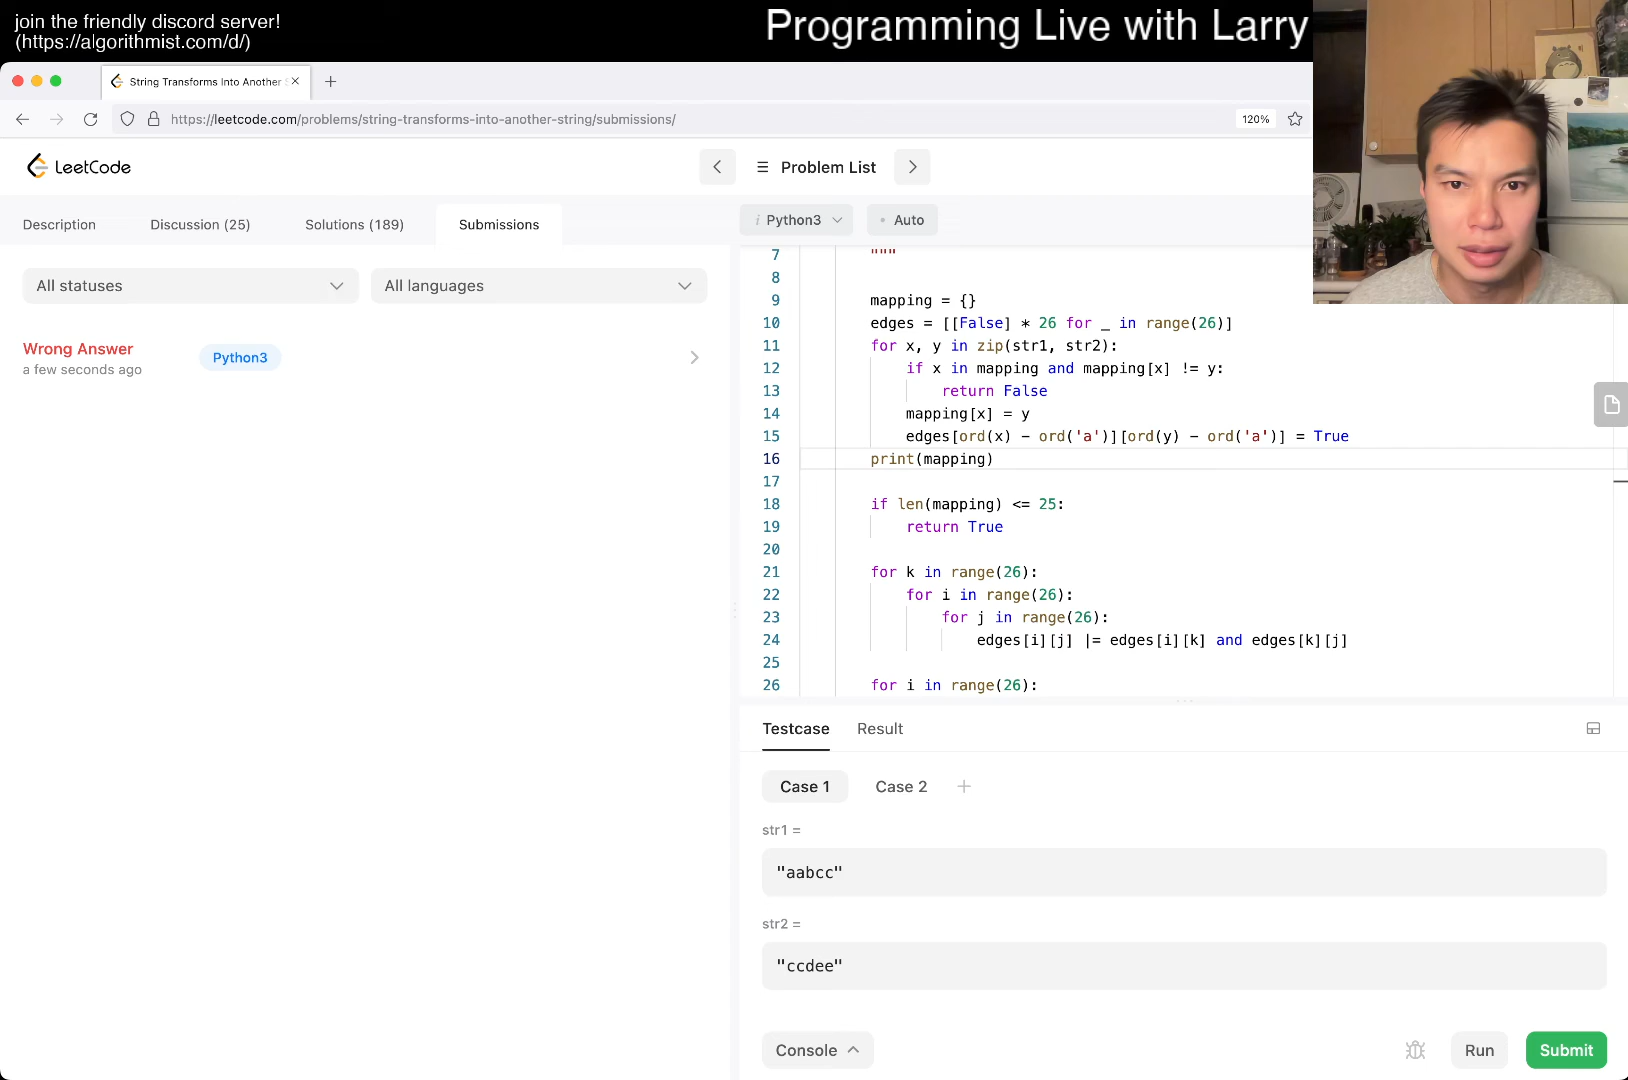 join the friendly discord server!
(https://algorithmist.com/d/)
Programming Live with Larry
String Transforms Into Another
https://leetcode.com/problems/string-transforms-into-another-string/submissions/
120%
LeetCode
Problem List
Description
Discussion (25)
Solutions (189)
Submissions
Python3
Auto
All statuses
All languages
Wrong Answer
a few seconds ago
Python3
7 """
8
9 mapping = {}
10 edges = [[False] * 26 for _ in range(26)]
11 for x, y in zip(str1, str2):
12 if x in mapping and mapping[x] != y:
13 return False
14 mapping[x] = y
15 edges[ord(x) - ord('a')][ord(y) - ord('a')] = True
16 print(mapping)
17
18 if len(mapping) <= 25:
19 return True
20
21 for k in range(26):
22 for i in range(26):
23 for j in range(26):
24 edges[i][j] |= edges[i][k] and edges[k][j]
25
26 for i in range(26):
Testcase
Result
Case 1
Case 2
str1 =
"aabcc"
str2 =
"ccdee"
Console
Run
Submit